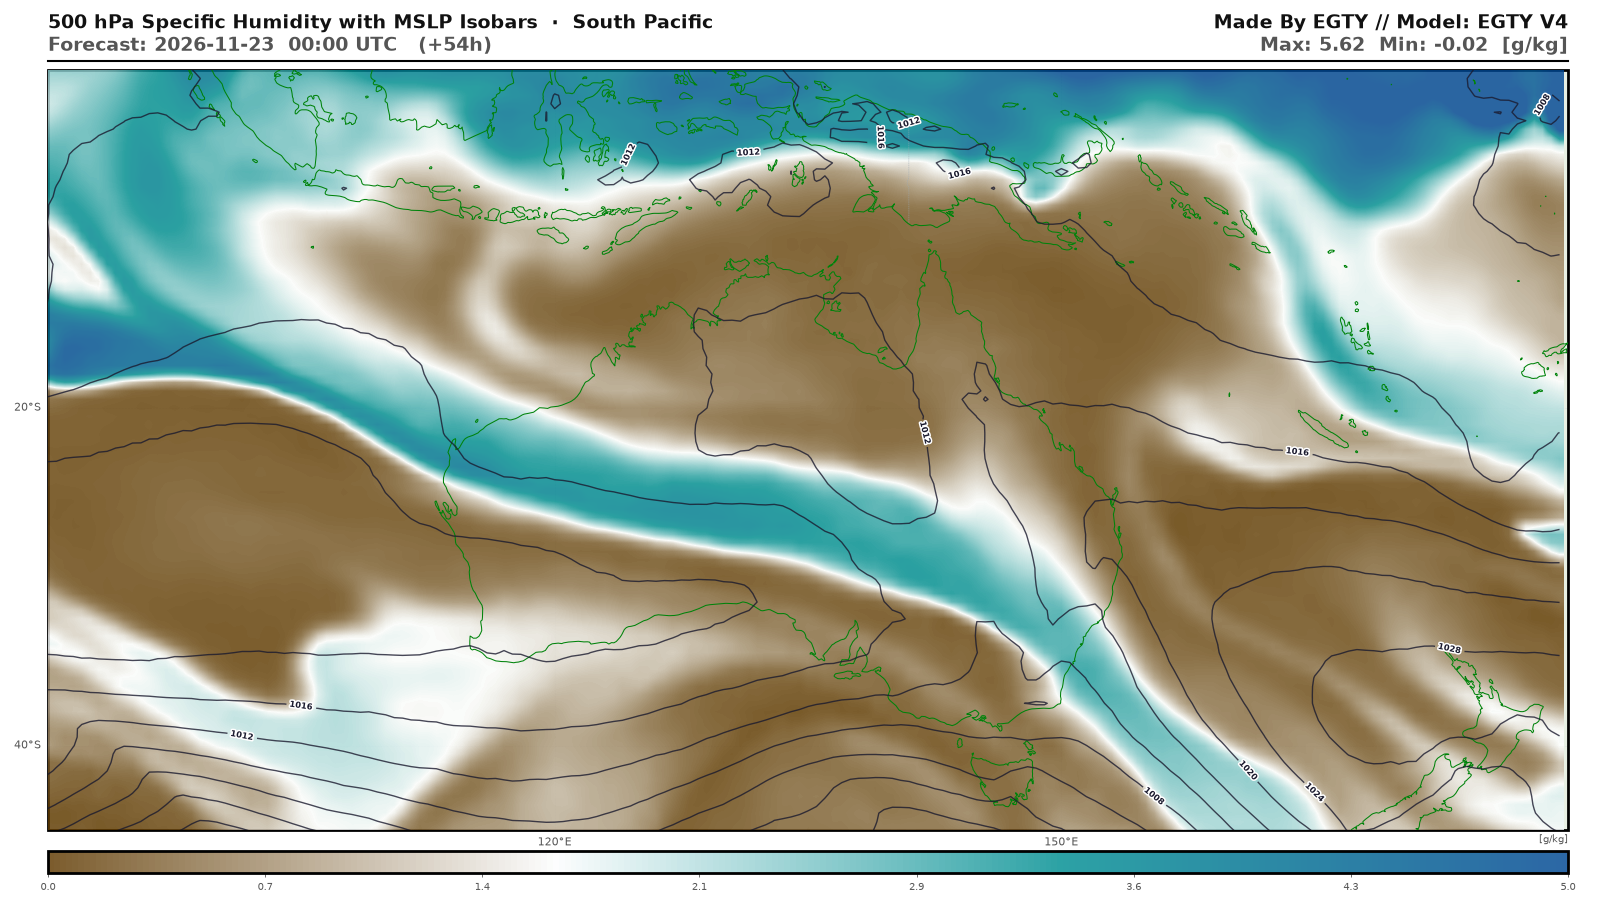 500 hPa Specific Humidity with MSLP Isobars · South Pacific
Made By EGTY // Model: EGTY V4
Forecast: 2026-11-23 00:00 UTC (+54h)
Max: 5.62 Min: -0.02 [g/kg]
1008
1012
1016
1012
1012
1016
20°S
1012
1016
1028
1016
1012
40°S
1020
1024
1008
120°E
150°E
[g/kg]
0.0
0.7
1.4
2.1
2.9
3.6
4.3
5.0